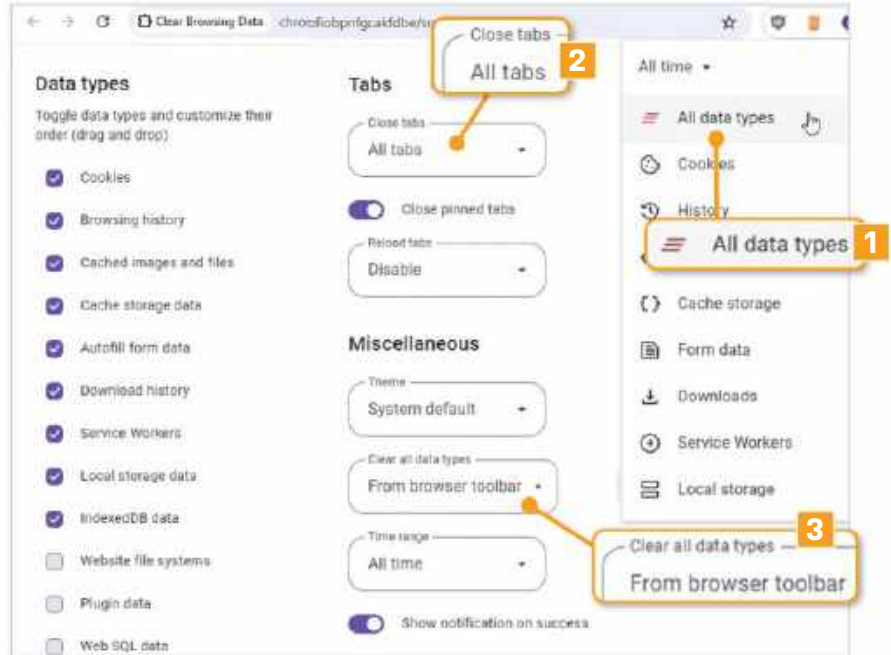 Clear Browsing Data
Close tabs
All tabs
2
Data types
Toggle data types and customize their
order (drag and drop)
Cookies
Browsing history
Cached images and files
Cache storage data
Autofill form data
Download history
Service Workers
Local storage data
IndexedDB data
Website file systems
Plugin data
Web SQL data
Tabs
Close tabs
All tabs
Close pinned tabs
Reload tabs
Disable
Miscellaneous
Theme
System default
Clear all data types
From browser toolbar
Time range
All time
Show notification on success
All time
All data types
Cookies
History
All data types
1
Cache storage
Form data
Downloads
Service Workers
Local storage
3
Clear all data types
From browser toolbar